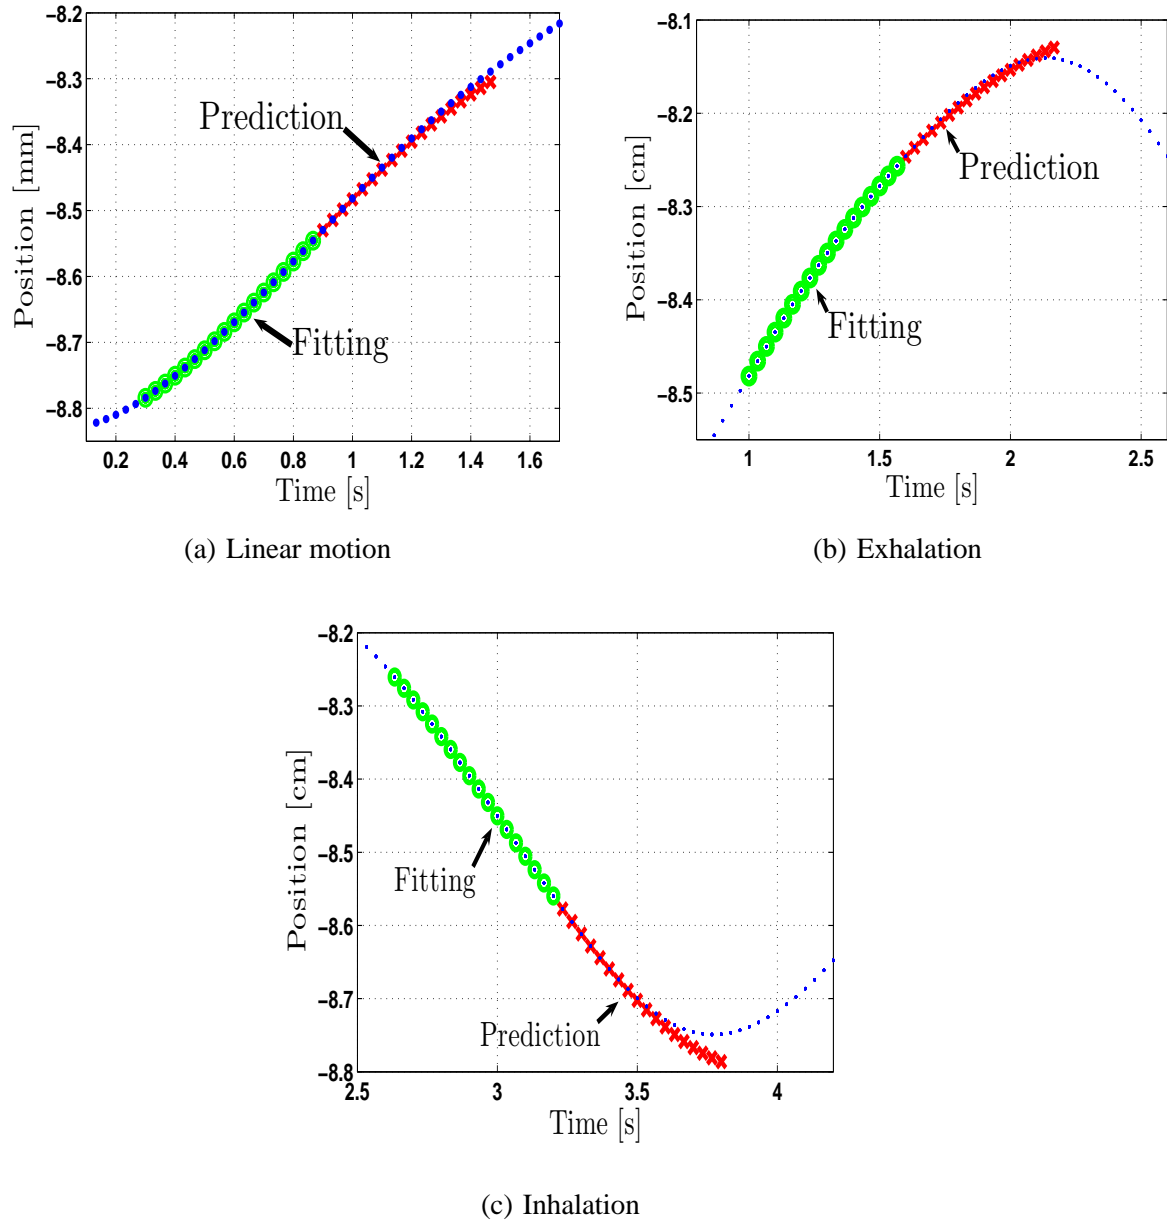 −8.2
−8.3
−8.4
−8.5
−8.6
−8.7
−8.8
Position [mm]
Prediction
Fitting
0.2 0.4 0.6 0.8 1 1.2 1.4 1.6
Time [s]
(a) Linear motion
−8.1
−8.2
−8.3
−8.4
−8.5
Position [cm]
Prediction
Fitting
1 1.5 2 2.5
Time [s]
(b) Exhalation
−8.2
−8.3
−8.4
−8.5
−8.6
−8.7
−8.8
Position [cm]
Fitting
Prediction
2.5 3 3.5 4
Time [s]
(c) Inhalation